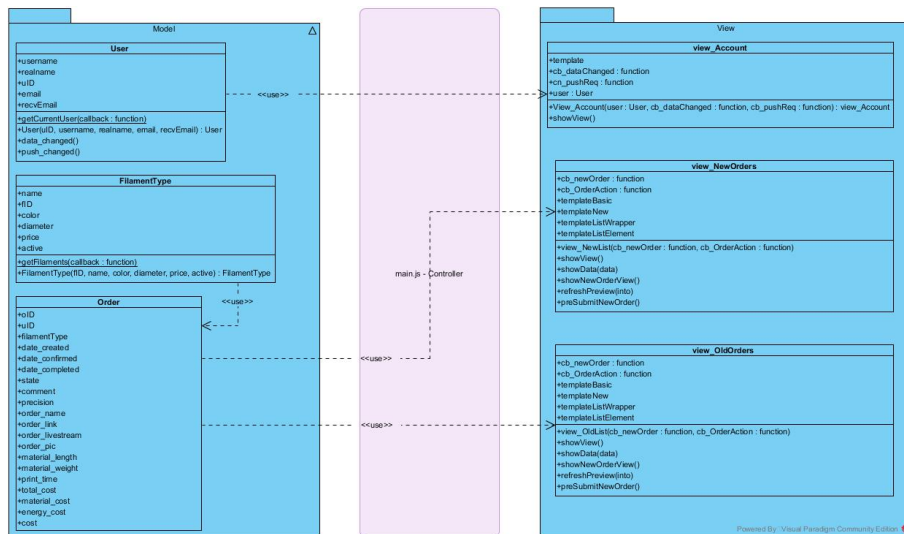 Model
User
+username
+realname
+uID
+email
+recvEmail
+getCurrentUser(callback : function)
+User(uID, username, realname, email, recvEmail) : User
+data_changed()
+push_changed()
FilamentType
+name
+fID
+color
+diameter
+price
+active
+getFilaments(callback : function)
+FilamentType(fID, name, color, diameter, price, active) : FilamentType
<<use>>
Order
+oID
+uID
+filamentType
+date_created
+date_confirmed
+date_completed
+state
+comment
+precision
+order_name
+order_link
+order_livestream
+order_pic
+material_length
+material_weight
+print_time
+total_cost
+material_cost
+energy_cost
+cost
<<use>>
main.js - Controller
<<use>>
<<use>>
View
view_Account
+template
+cb_dataChanged : function
+cn_pushReq : function
+user : User
+View_Account(user : User, cb_dataChanged : function, cb_pushReq : function) : view_Account
+showView()
view_NewOrders
+cb_newOrder : function
+cb_OrderAction : function
+templateBasic
+templateNew
+templateListWrapper
+templateListElement
+view_NewList(cb_newOrder : function, cb_OrderAction : function)
+showView()
+showData(data)
+showNewOrderView()
+refreshPreview(into)
+preSubmitNewOrder()
view_OldOrders
+cb_newOrder : function
+cb_OrderAction : function
+templateBasic
+templateNew
+templateListWrapper
+templateListElement
+view_OldList(cb_newOrder : function, cb_OrderAction : function)
+showView()
+showData(data)
+showNewOrderView()
+refreshPreview(into)
+preSubmitNewOrder()
Powered By Visual Paradigm Community Edition